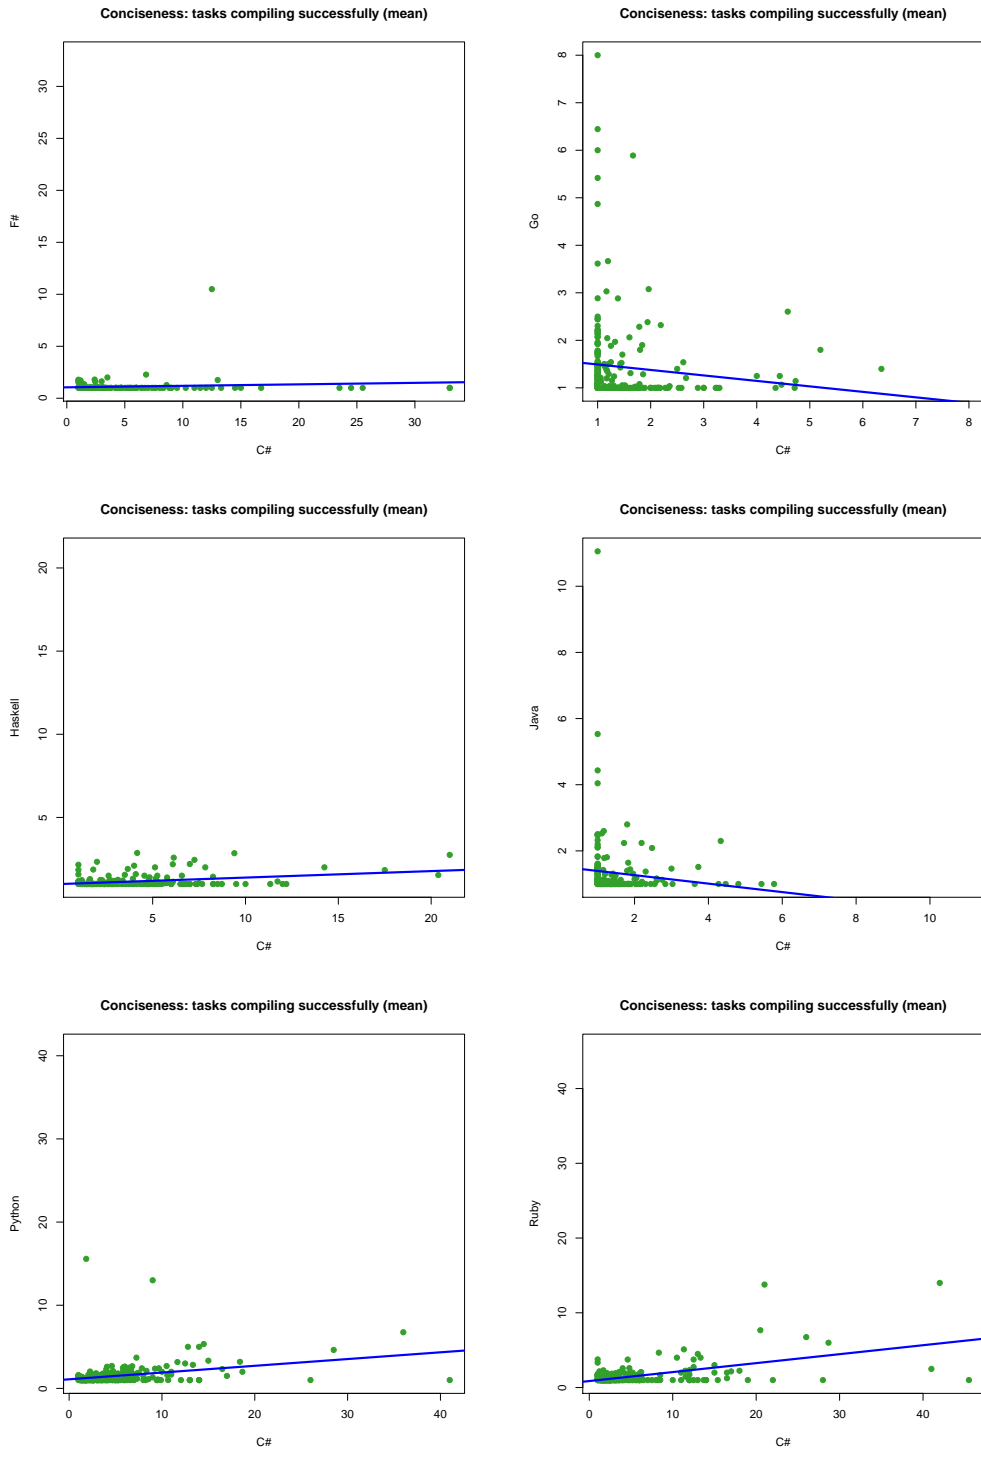 Conciseness: tasks compiling successfully (mean)
F#
0 5 10 15 20 25 30
0 5 10 15 20 25 30
C#
Conciseness: tasks compiling successfully (mean)
Go
1 2 3 4 5 6 7 8
1 2 3 4 5 6 7 8
C#
Conciseness: tasks compiling successfully (mean)
Haskell
5 10 15 20
5 10 15 20
C#
Conciseness: tasks compiling successfully (mean)
Java
2 4 6 8 10
2 4 6 8 10
C#
Conciseness: tasks compiling successfully (mean)
Python
0 10 20 30 40
0 10 20 30 40
C#
Conciseness: tasks compiling successfully (mean)
Ruby
0 10 20 30 40
0 10 20 30 40
C#